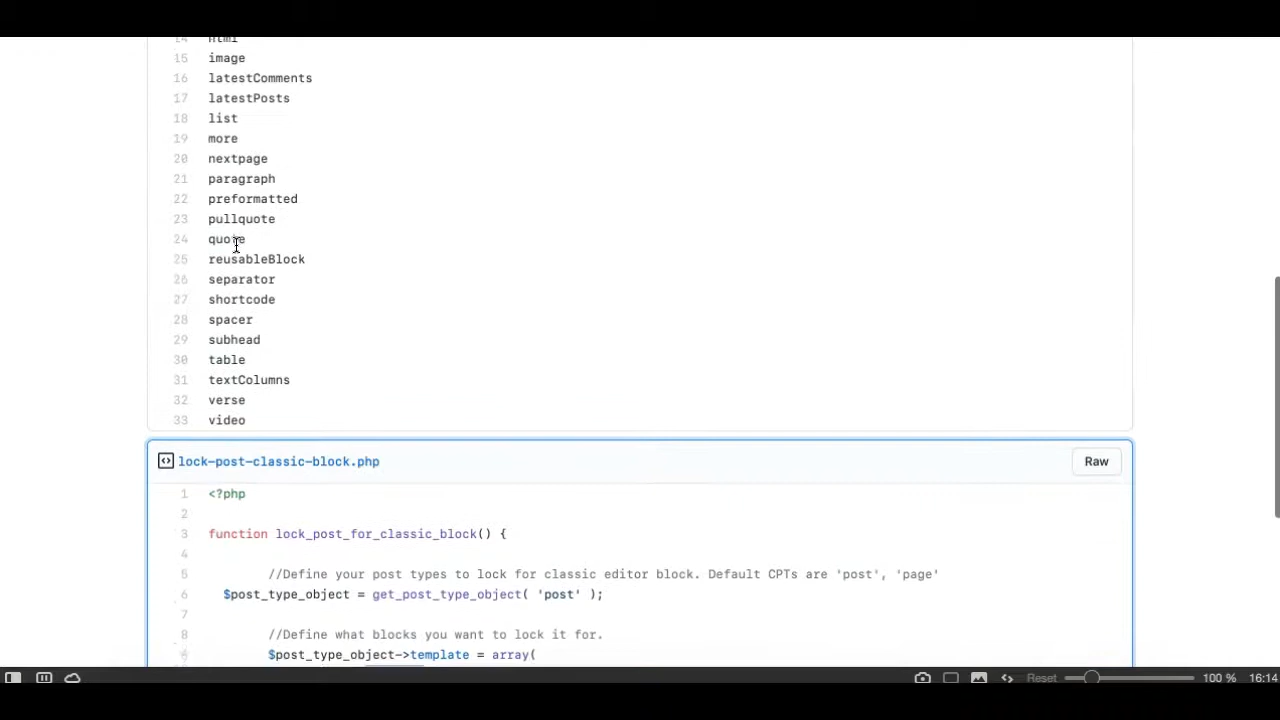 14 html
15 image
16 latestComments
17 latestPosts
18 list
19 more
20 nextpage
21 paragraph
22 preformatted
23 pullquote
24 quote
25 reusableBlock
26 separator
27 shortcode
28 spacer
29 subhead
30 table
31 textColumns
32 verse
33 video
lock-post-classic-block.php Raw
1 <?php
2
3 function lock_post_for_classic_block() {
4
5 //Define your post types to lock for classic editor block. Default CPTs are 'post', 'page'
6 $post_type_object = get_post_type_object( 'post' );
7
8 //Define what blocks you want to lock it for.
9 $post_type_object->template = array(
Reset 100 % 16:14